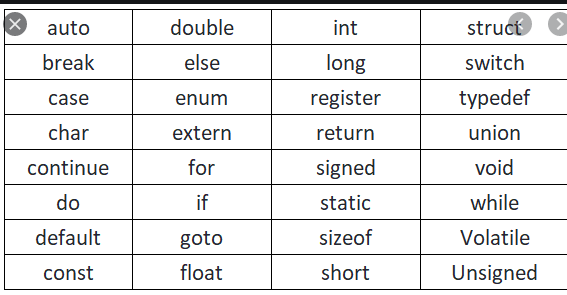 auto double int struct
break else long switch
case enum register typedef
char extern return union
continue for signed void
do if static while
default goto sizeof Volatile
const float short Unsigned